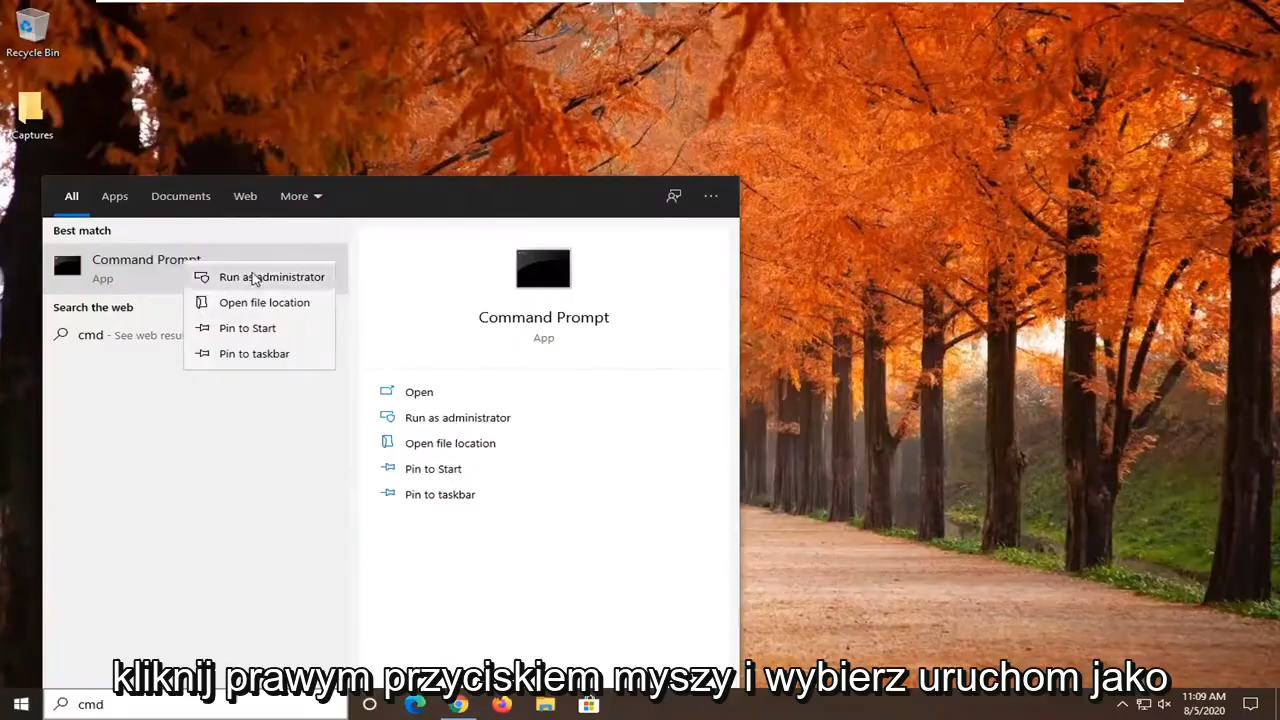 Recycle Bin
Captures
All Apps Documents Web More
Best match
Command Prompt
App
Run as administrator
Open file location
Pin to Start
Pin to taskbar
Search the web
cmd - See web resu
Command Prompt
App
Open
Run as administrator
Open file location
Pin to Start
Pin to taskbar
kliknij prawym przyciskiem myszy i wybierz uruchom jako
cmd
11:09 AM
8/5/2020